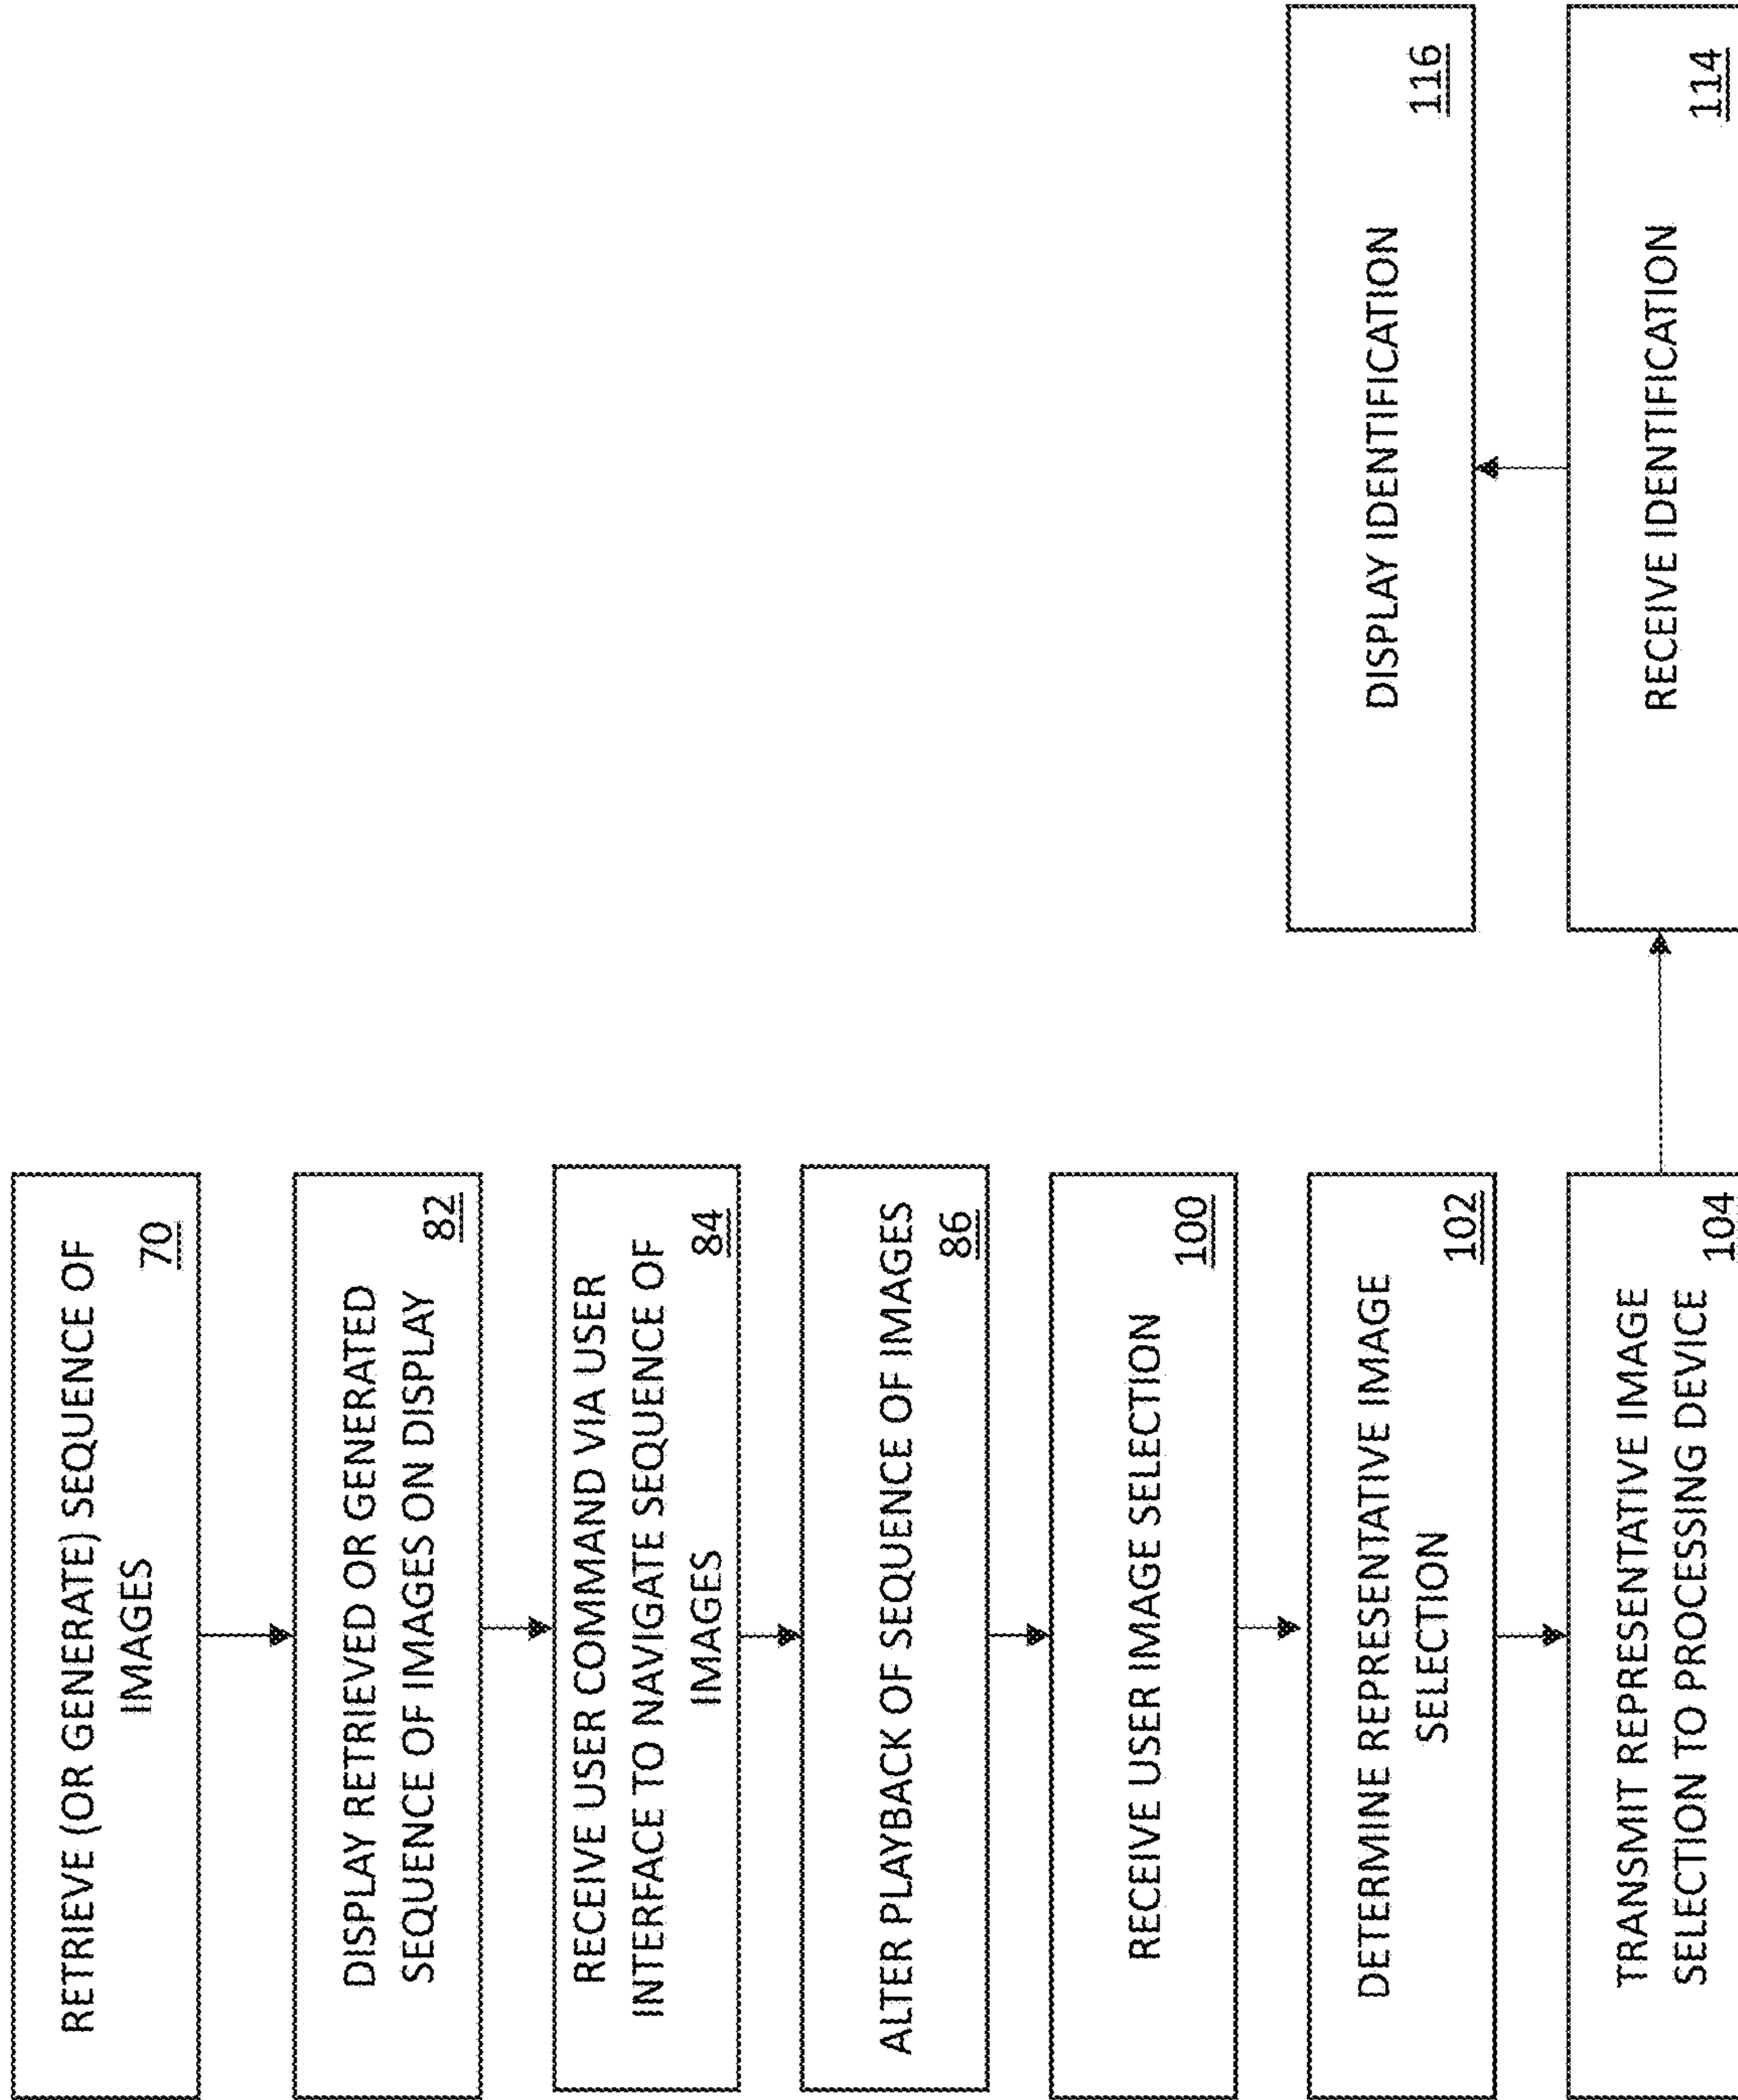 RETRIEVE (OR GENERATE) SEQUENCE OF
IMAGES
70
DISPLAY RETRIEVED OR GENERATED
SEQUENCE OF IMAGES ON DISPLAY
82
RECEIVE USER COMMAND VIA USER
INTERFACE TO NAVIGATE SEQUENCE OF
IMAGES
84
ALTER PLAYBACK OF SEQUENCE OF IMAGES
86
RECEIVE USER IMAGE SELECTION
100
DETERMINE REPRESENTATIVE IMAGE
SELECTION
102
TRANSMIT REPRESENTATIVE IMAGE
SELECTION TO PROCESSING DEVICE
104
RECEIVE IDENTIFICATION
114
DISPLAY IDENTIFICATION
116